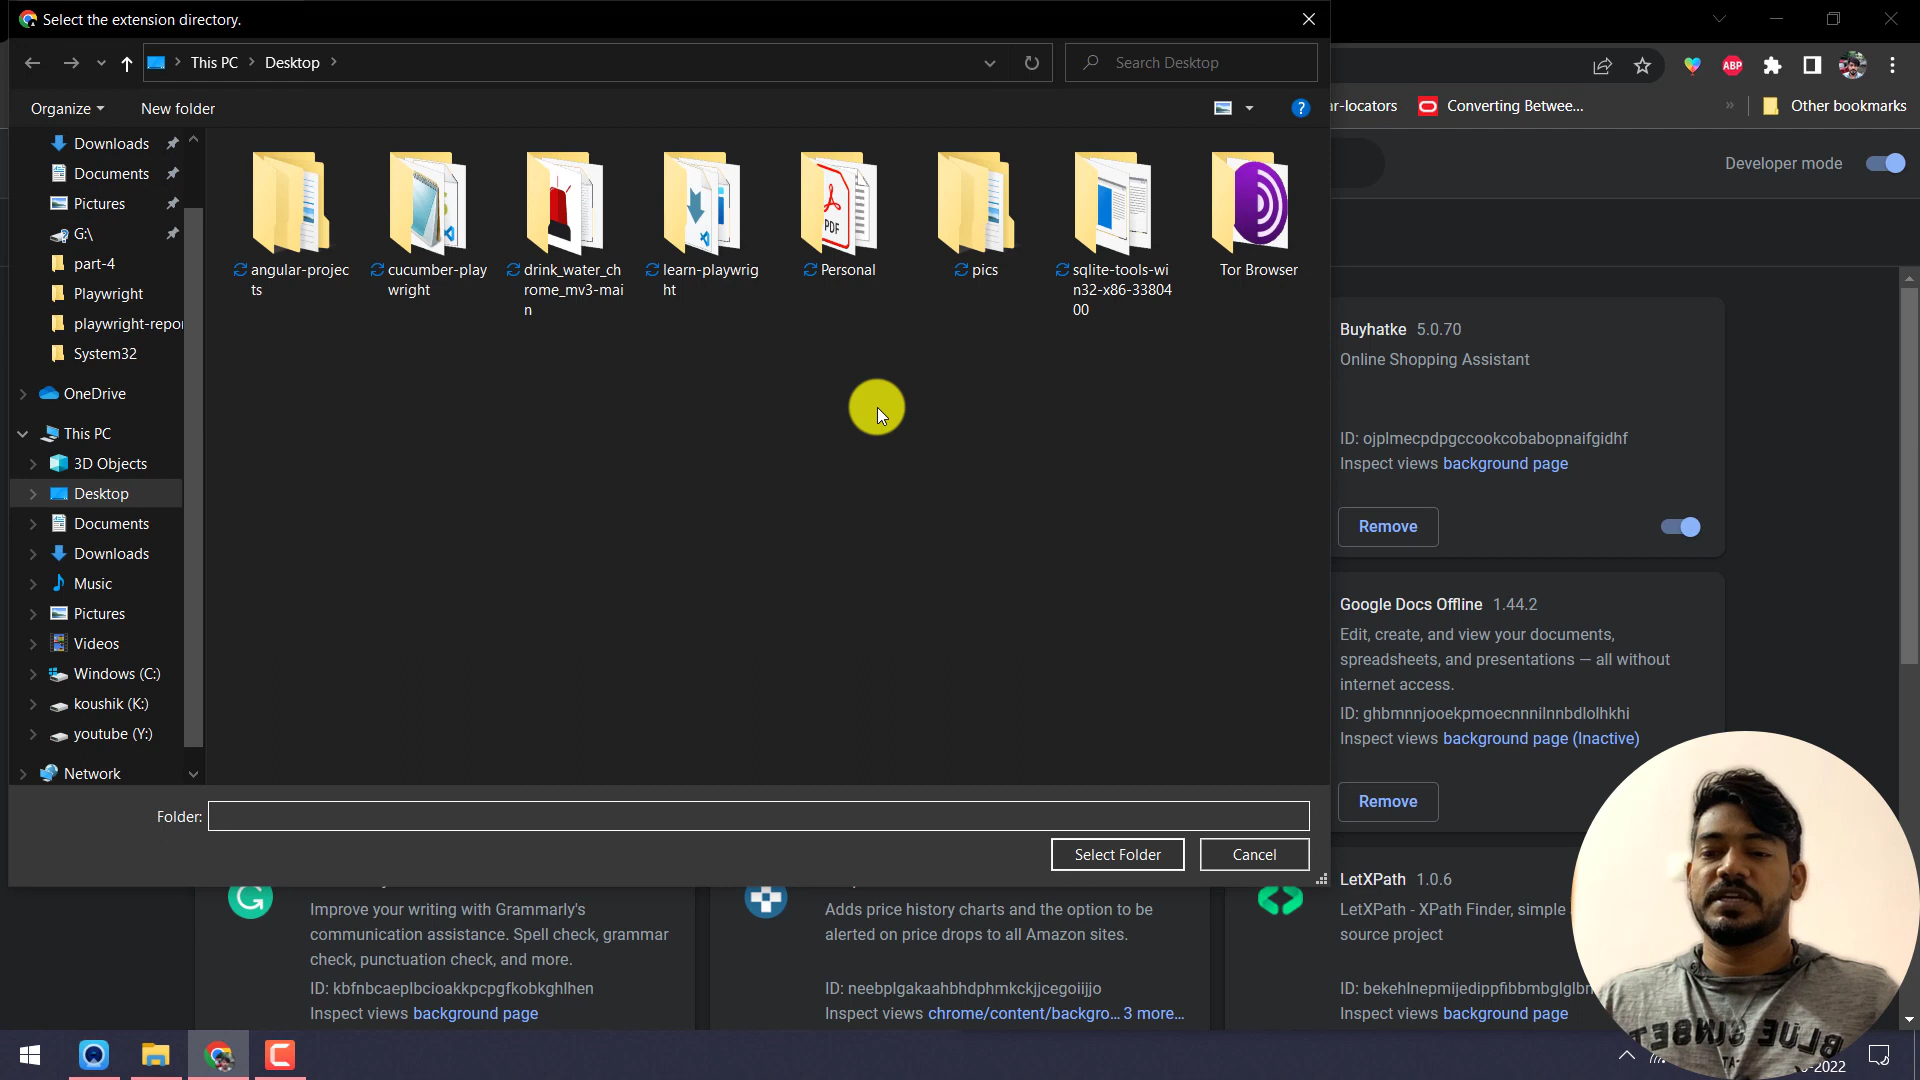 Select the extension directory.
This PC
Desktop
Search Desktop
Organize
New folder
ar-locators
Converting Betwee...
»
Other bookmarks
ABP
Developer mode
Downloads
Documents
Pictures
G:\
part-4
Playwright
playwright-repor
System32
OneDrive
This PC
3D Objects
Desktop
Documents
Downloads
Music
Pictures
Videos
Windows (C:)
koushik (K:)
youtube (Y:)
Network
angular-projec
ts
cucumber-play
wright
drink_water_ch
rome_mv3-mai
n
learn-playwrig
ht
PDF
Personal
pics
sqlite-tools-wi
n32-x86-33804
00
Tor Browser
Buyhatke 5.0.70
Online Shopping Assistant
ID: ojplmecpdpgccookcobabopnaifgidhf
Inspect views background page
Remove
Google Docs Offline 1.44.2
Edit, create, and view your documents,
spreadsheets, and presentations — all without
internet access.
ID: ghbmnnjooekpmoecnnnilnnbdlolhkhi
Inspect views background page (Inactive)
Remove
Folder:
Select Folder
Cancel
Improve your writing with Grammarly's
communication assistance. Spell check, grammar
check, punctuation check, and more.
ID: kbfnbcaeplbcioakkpcpgfkobkghlhen
Inspect views background page
Adds price history charts and the option to be
alerted on price drops to all Amazon sites.
ID: neebplgakaahbhdphmkckjjcegoiijjo
Inspect views chrome/content/backgro... 3 more...
LetXPath 1.0.6
LetXPath - XPath Finder, simple
source project
ID: bekehlnepmijedippfibbmbglglbn
Inspect views background page
BLUE SUNSET
-2022